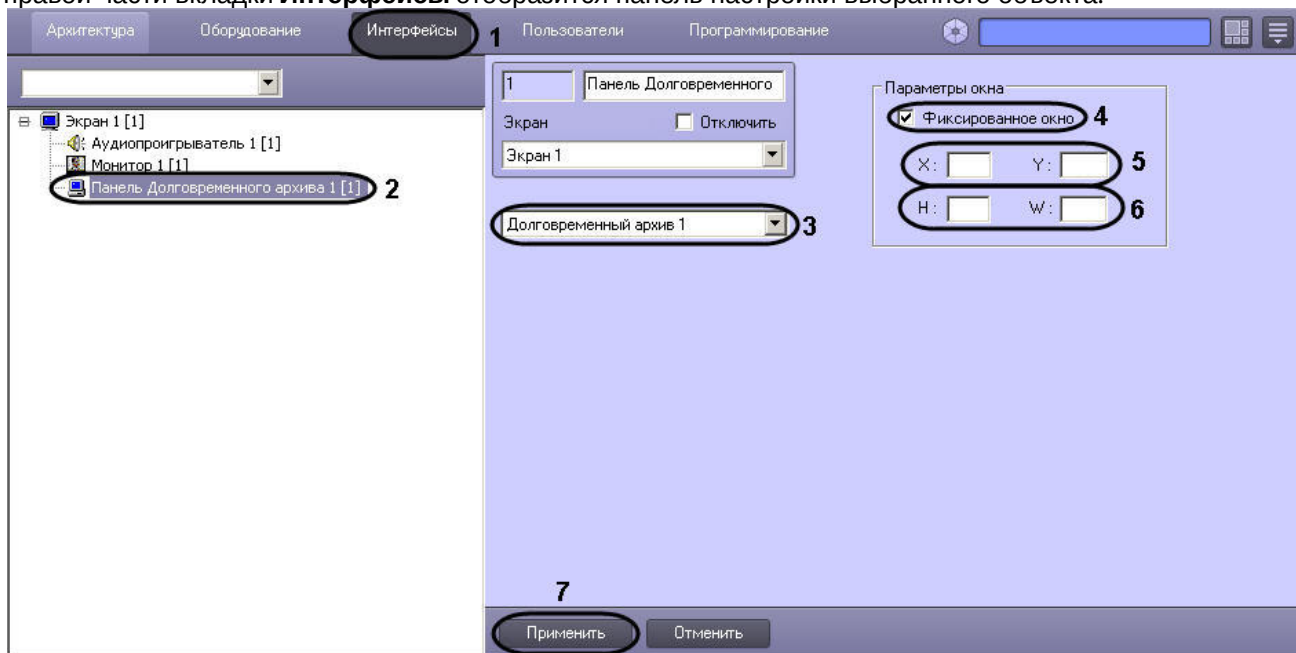 правой части вкладки Интерфейсы отобразится панель настройки выбранного объекта.
Архитектура Оборудование Интерфейсы 1 Пользователи Программирование
1 Панель Долговременного
Экран Отключить
Экран 1
Параметры окна
Фиксированное окно 4
X: Y: 5
H: W: 6
Экран 1 [1]
Аудиопроигрыватель 1 [1]
Монитор 1 [1]
Панель Долговременного архива 1 [1] 2
Долговременный архив 1 3
7
Применить Отменить